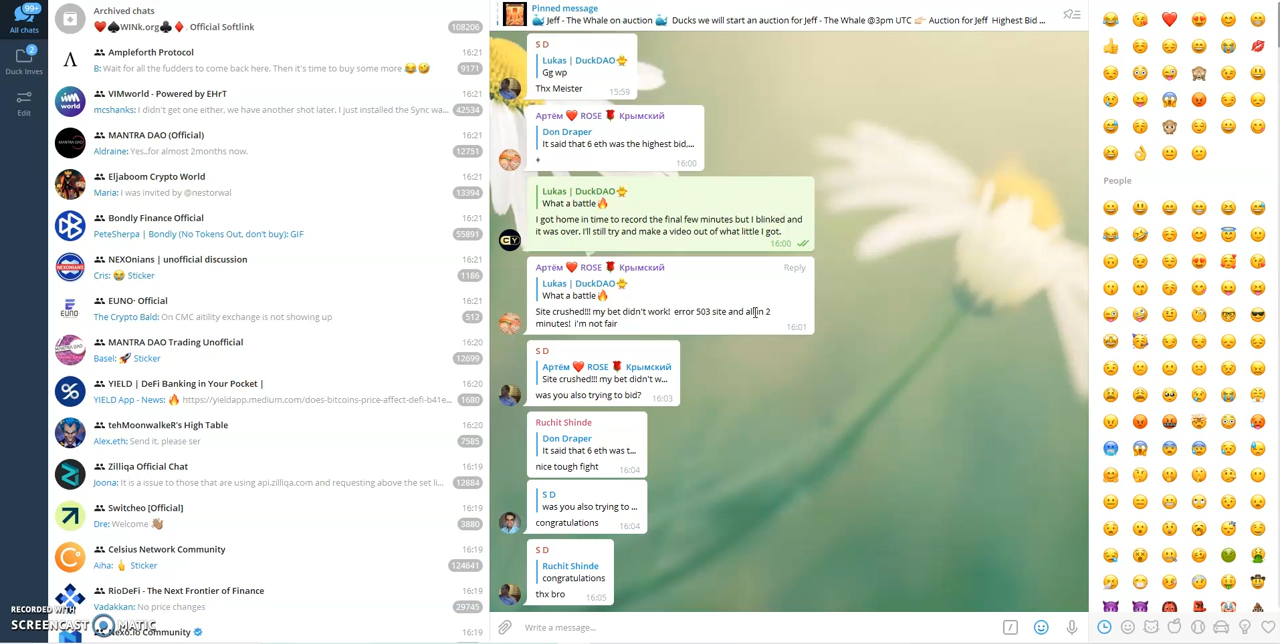 99+
All chats
2
Duck Inves
Edit
Archived chats
♥♠WINk.org♣♦ Official Softlink
108206
Ampleforth Protocol
16:21
B: Wait for all the fudders to come back here. Then it's time to buy some more 😂🤣
9171
VIMworld - Powered by EHrT
16:21
mcshanks: I didn't get one either, we have another shot later. I just installed the Sync wa...
42534
MANTRA DAO (Official)
16:21
Aldraine: Yes..for almost 2months now.
12751
Eljaboom Crypto World
16:21
Maria: I was invited by @nestorwal
13394
Bondly Finance Official
16:21
PeteSherpa | Bondly (No Tokens Out, don't buy): GIF
55891
NEXOnians | unofficial discussion
16:21
Cris: 😂 Sticker
1186
EUNO· Official
16:21
The Crypto Bald: On CMC aitility exchange is not showing up
512
MANTRA DAO Trading Unofficial
16:20
Basel: 🚀 Sticker
12699
YIELD | DeFi Banking in Your Pocket |
16:20
YIELD App - News: 🔥 https://yieldapp.medium.com/does-bitcoins-price-affect-defi-b41e...
1680
tehMoonwalkeR's High Table
16:20
Alex.eth: Send it, please ser
7585
Zilliqa Official Chat
16:19
Joona: It is a issue to those that are using api.zilliqa.com and requesting above the set li...
12884
Switcheo [Official]
16:19
Dre: Welcome 👋🏽
3880
Celsius Network Community
16:19
Aiha: 👆 Sticker
124641
RioDeFi - The Next Frontier of Finance
16:19
Vadakkan: No price changes
29745
Nexo.io Community
16:19
RECORDED WITH
SCREENCAST MATIC
Pinned message
🐳 Jeff - The Whale on auction 🐳 Ducks we will start an auction for Jeff - The Whale @3pm UTC 👉 Auction for Jeff Highest Bid ...
S D
Lukas | DuckDAO🐥
Gg wp
Thx Meister
15:59
Артём ❤️ ROSE 🌹 Крымский
Don Draper
It said that 6 eth was the highest bid,...
+
16:00
Lukas | DuckDAO🐥
What a battle🔥
I got home in time to record the final few minutes but I blinked and
it was over. I'll still try and make a video out of what little I got.
16:00
Артём ❤️ ROSE 🌹 Крымский
Reply
Lukas | DuckDAO🐥
What a battle🔥
Site crushed!!! my bet didn't work! error 503 site and all in 2
minutes! i'm not fair
16:01
S D
Артём ❤️ ROSE 🌹 Крымский
Site crushed!!! my bet didn't w...
was you also trying to bid?
16:03
Ruchit Shinde
Don Draper
It said that 6 eth was t...
nice tough fight
16:04
S D
was you also trying to ...
congratulations
16:04
S D
Ruchit Shinde
congratulations
thx bro
16:05
CY
Write a message...
People
vim
world
NEXONIANS
EUNO
MANTRA DAO